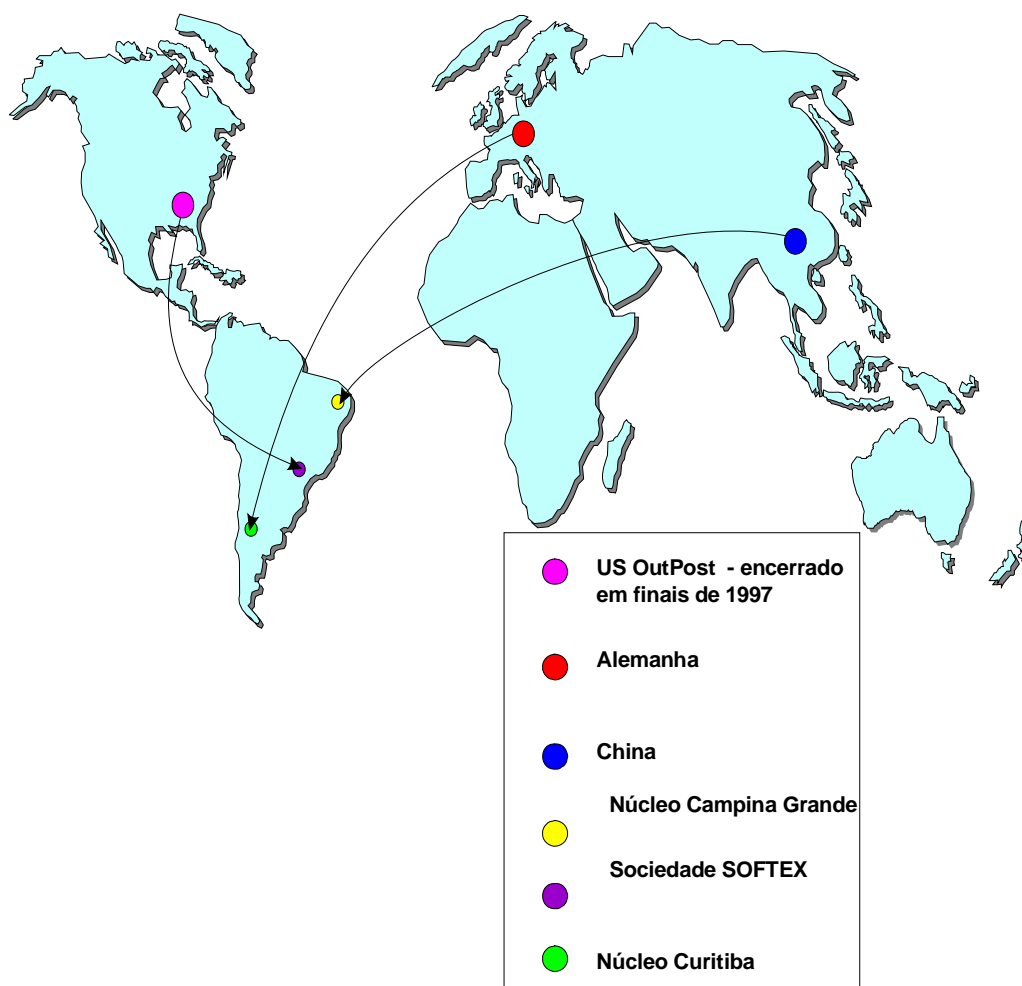 US OutPost - encerrado
em finais de 1997
Alemanha
China
Núcleo Campina Grande
Sociedade SOFTEX
Núcleo Curitiba